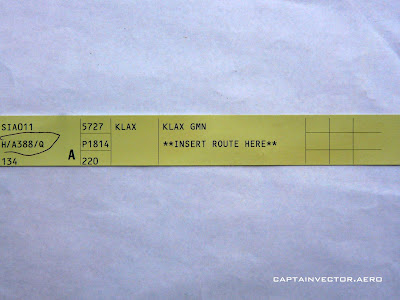 SIA011 5727 KLAX KLAX GMN
H/A388/Q P1814 **INSERT ROUTE HERE**
A
134 220
CAPTAINVECTOR.AERO